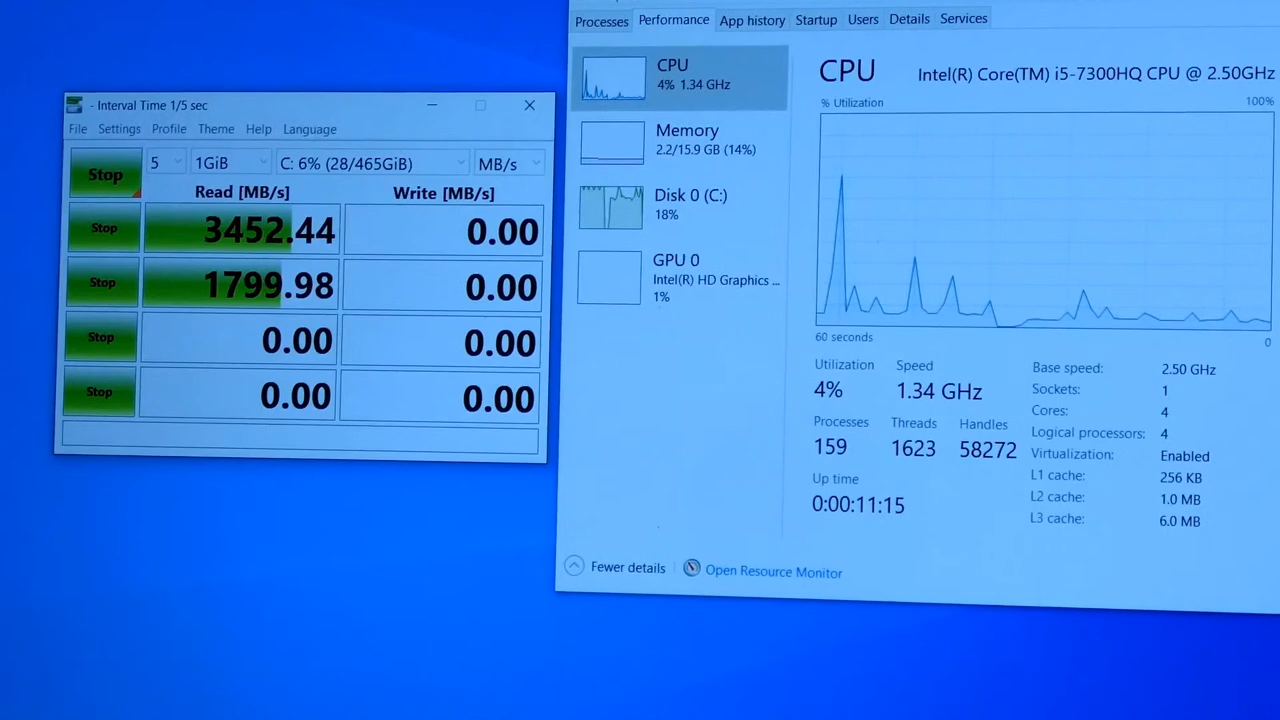 - Interval Time 1/5 sec
File Settings Profile Theme Help Language
Stop 5 1GiB C: 6% (28/465GiB) MB/s
Read [MB/s] Write [MB/s]
Stop 3452.44 0.00
Stop 1799.98 0.00
Stop 0.00 0.00
Stop 0.00 0.00
Processes Performance App history Startup Users Details Services
CPU
4% 1.34 GHz
Memory
2.2/15.9 GB (14%)
Disk 0 (C:)
18%
GPU 0
Intel(R) HD Graphics ...
1%
CPU Intel(R) Core(TM) i5-7300HQ CPU @ 2.50GHz
% Utilization 100%
60 seconds 0
Utilization Speed
4% 1.34 GHz
Processes Threads Handles
159 1623 58272
Up time
0:00:11:15
Base speed: 2.50 GHz
Sockets: 1
Cores: 4
Logical processors: 4
Virtualization: Enabled
L1 cache: 256 KB
L2 cache: 1.0 MB
L3 cache: 6.0 MB
Fewer details Open Resource Monitor